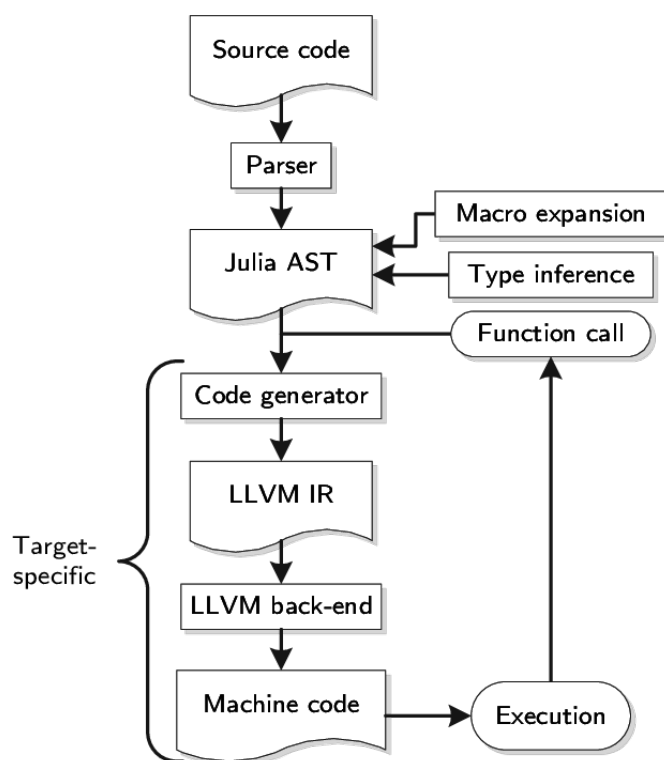 Source code
Parser
Macro expansion
Julia AST
Type inference
Function call
Code generator
LLVM IR
Target-
specific
LLVM back-end
Machine code
Execution